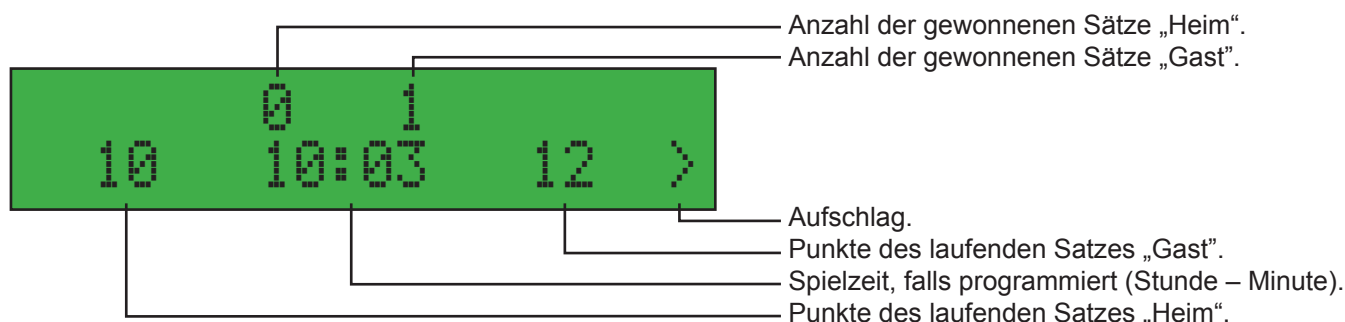 Anzahl der gewonnenen Sätze „Heim“.
Anzahl der gewonnenen Sätze „Gast”.
0 1
10 10:03 12 >
Aufschlag.
Punkte des laufenden Satzes „Gast”.
Spielzeit, falls programmiert (Stunde – Minute).
Punkte des laufenden Satzes „Heim“.